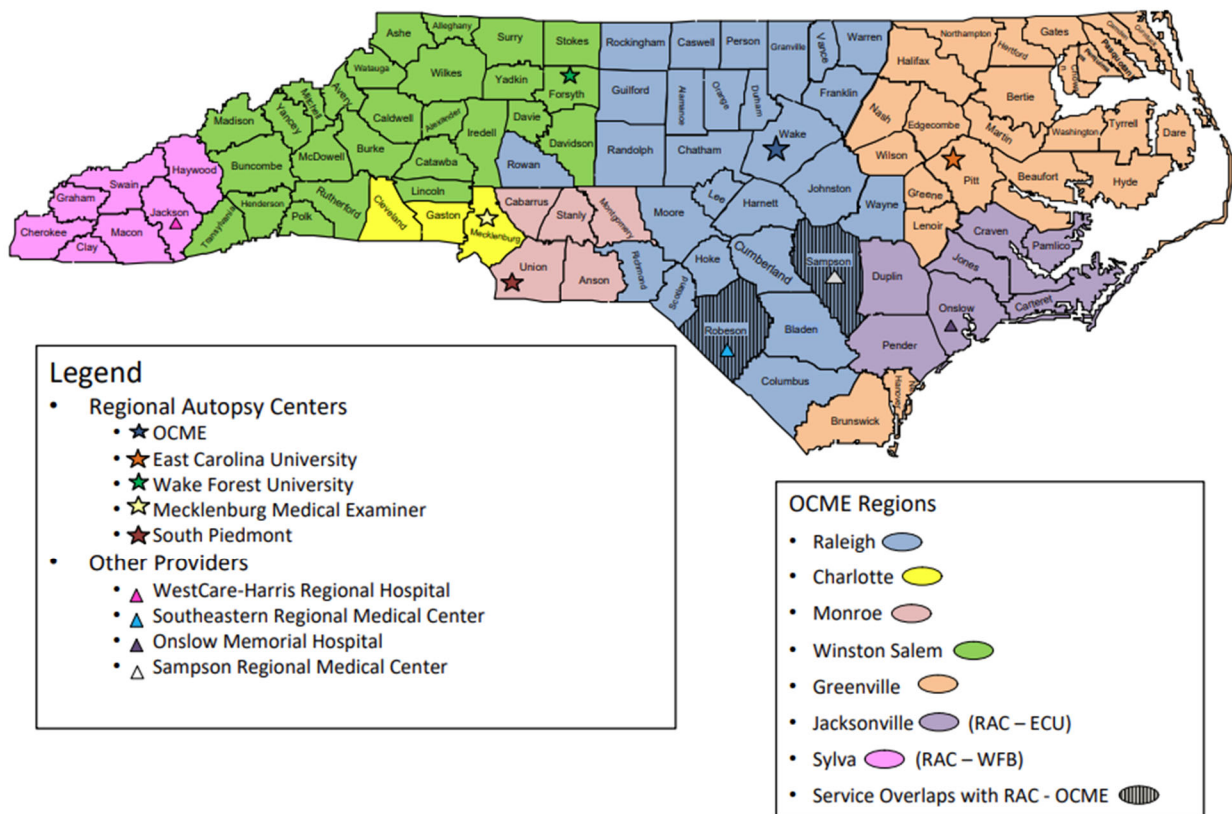 Ashe
Alleghany
Surry
Stokes
Rockingham
Caswell
Person
Granville
Vance
Warren
Northampton
Gates
Camden
Currituck
Halifax
Hertford
Pasquotank
Perquimans
Watauga
Wilkes
Yadkin
Forsyth
Guilford
Alamance
Orange
Durham
Franklin
Nash
Bertie
Madison
Yancey
Mitchell
Avery
Caldwell
Alexander
Iredell
Davie
Davidson
Randolph
Chatham
Wake
Edgecombe
Martin
Washington
Tyrrell
Dare
Haywood
Buncombe
McDowell
Burke
Catawba
Rowan
Johnston
Wilson
Pitt
Beaufort
Hyde
Swain
Graham
Jackson
Rutherford
Lincoln
Cabarrus
Stanly
Montgomery
Moore
Lee
Harnett
Wayne
Greene
Lenoir
Cherokee
Clay
Macon
Transylvania
Henderson
Polk
Cleveland
Gaston
Mecklenburg
Craven
Pamlico
Union
Anson
Richmond
Scotland
Hoke
Cumberland
Sampson
Duplin
Jones
Carteret
Onslow
Robeson
Bladen
Pender
Columbus
Brunswick
New
Hanover
Legend
• Regional Autopsy Centers
• OCME
• East Carolina University
• Wake Forest University
• Mecklenburg Medical Examiner
• South Piedmont
• Other Providers
• WestCare-Harris Regional Hospital
• Southeastern Regional Medical Center
• Onslow Memorial Hospital
• Sampson Regional Medical Center
OCME Regions
• Raleigh
• Charlotte
• Monroe
• Winston Salem
• Greenville
• Jacksonville (RAC – ECU)
• Sylva (RAC – WFB)
• Service Overlaps with RAC - OCME